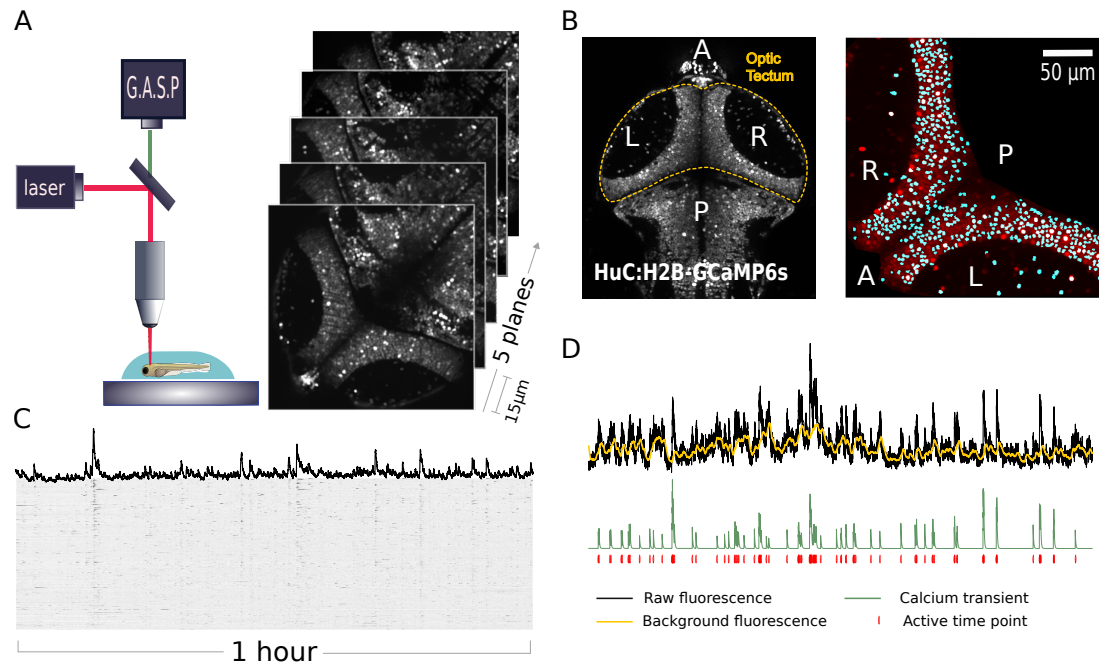 A
G.A.S.P
laser
5 planes
15μm
B
A
Optic
Tectum
L
R
P
HuC:H2B-GCaMP6s
50 μm
P
R
A
L
C
1 hour
D
Raw fluorescence
Background fluorescence
Calcium transient
Active time point